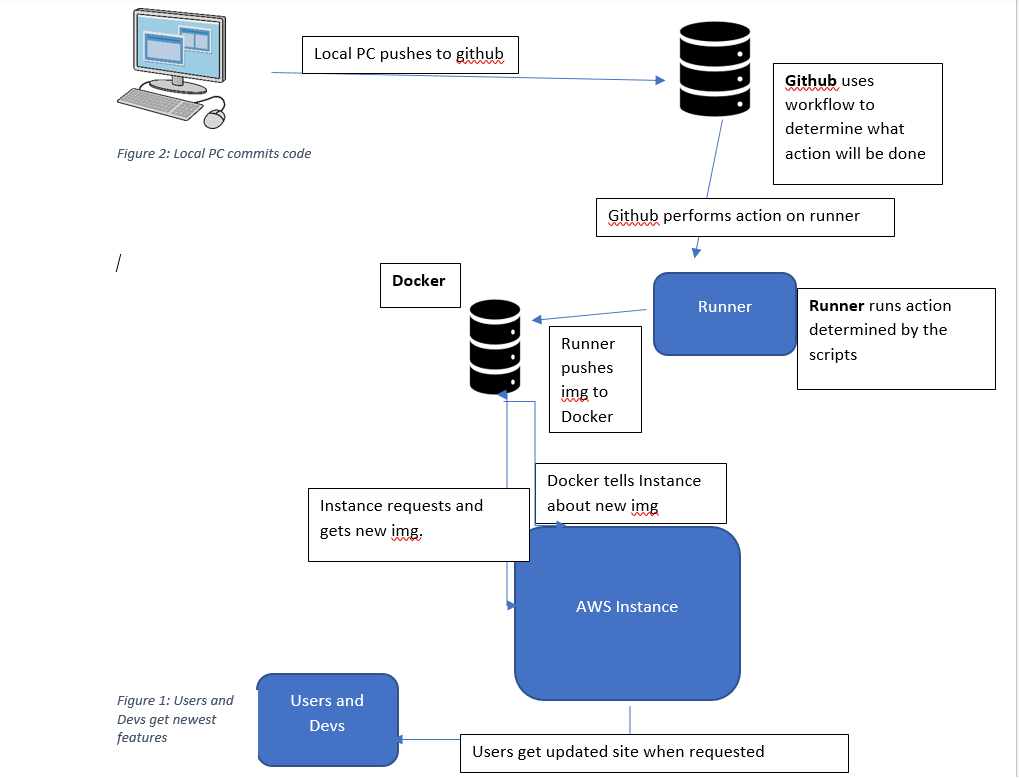 Local PC pushes to github
Github uses
workflow to
determine what
action will be done
Figure 2: Local PC commits code
Github performs action on runner
/
Docker
Runner
Runner runs action
determined by the
scripts
Runner
pushes
img to
Docker
Docker tells Instance
about new img
Instance requests and
gets new img.
AWS Instance
Figure 1: Users and
Devs get newest
features
Users and
Devs
Users get updated site when requested